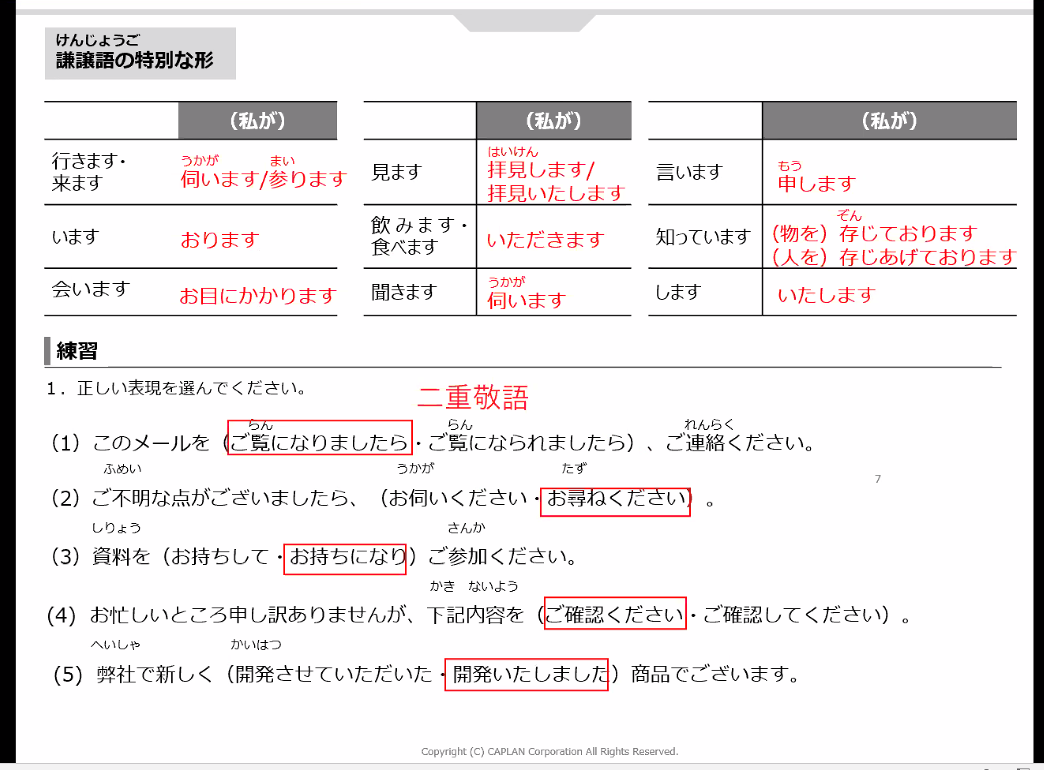 けんじょうご
謙譲語の特別な形
（私が）
行きます・来ます
うかが まい
伺います/参ります
います
おります
会います
お目にかかります
（私が）
見ます
はいけん
拝見します/
拝見いたします
飲みます・
食べます
いただきます
聞きます
うかが
伺います
（私が）
言います
もう
申します
知っています
ぞん
（物を）存じております
（人を）存じあげております
します
いたします
練習
1．正しい表現を選んでください。
二重敬語
らん らん れんらく
（1）このメールを（ご覧になりましたら・ご覧になられましたら）、ご連絡ください。
ふめい うかが たず
（2）ご不明な点がございましたら、（お伺いください・お尋ねください）。
7
しりょう さんか
（3）資料を（お持ちして・お持ちになり）ご参加ください。
かき ないよう
(4) お忙しいところ申し訳ありませんが、下記内容を（ご確認ください・ご確認してください）。
へいしゃ かいはつ
(5) 弊社で新しく（開発させていただいた・開発いたしました）商品でございます。
Copyright (C) CAPLAN Corporation All Rights Reserved.